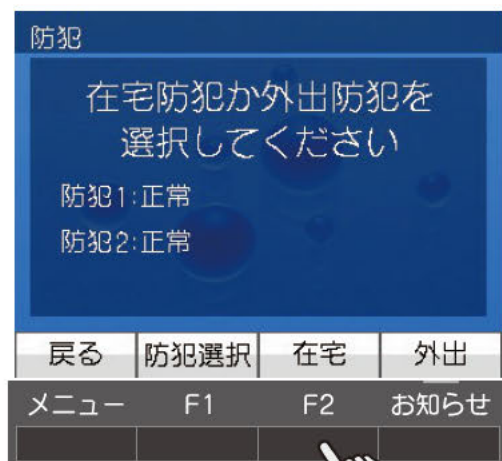 防犯
在宅防犯か外出防犯を
選択してください
防犯1:正常
防犯2:正常
戻る 防犯選択 在宅 外出
メニュー F1 F2 お知らせ